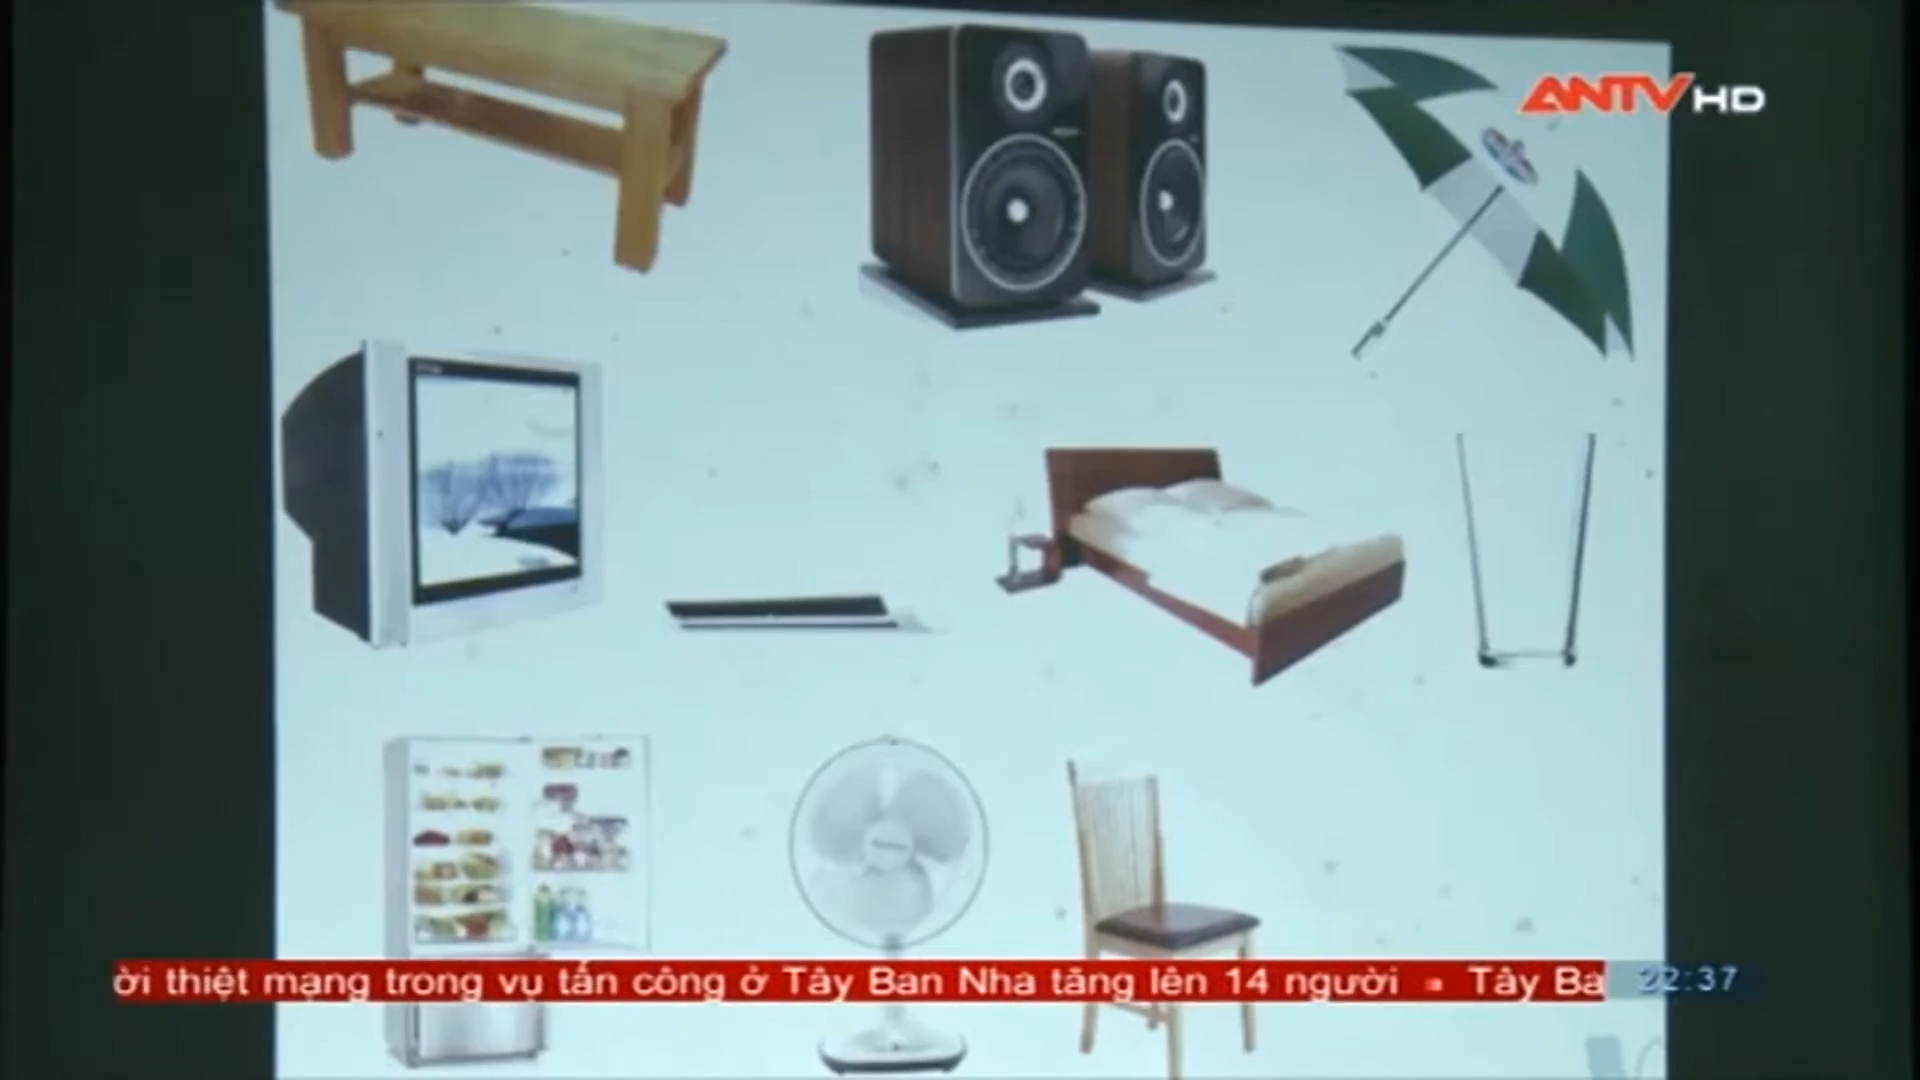 ANTV HD
ời thiệt mạng trong vụ tấn công ở Tây Ban Nha tăng lên 14 người ▪ Tây Ba
22:37